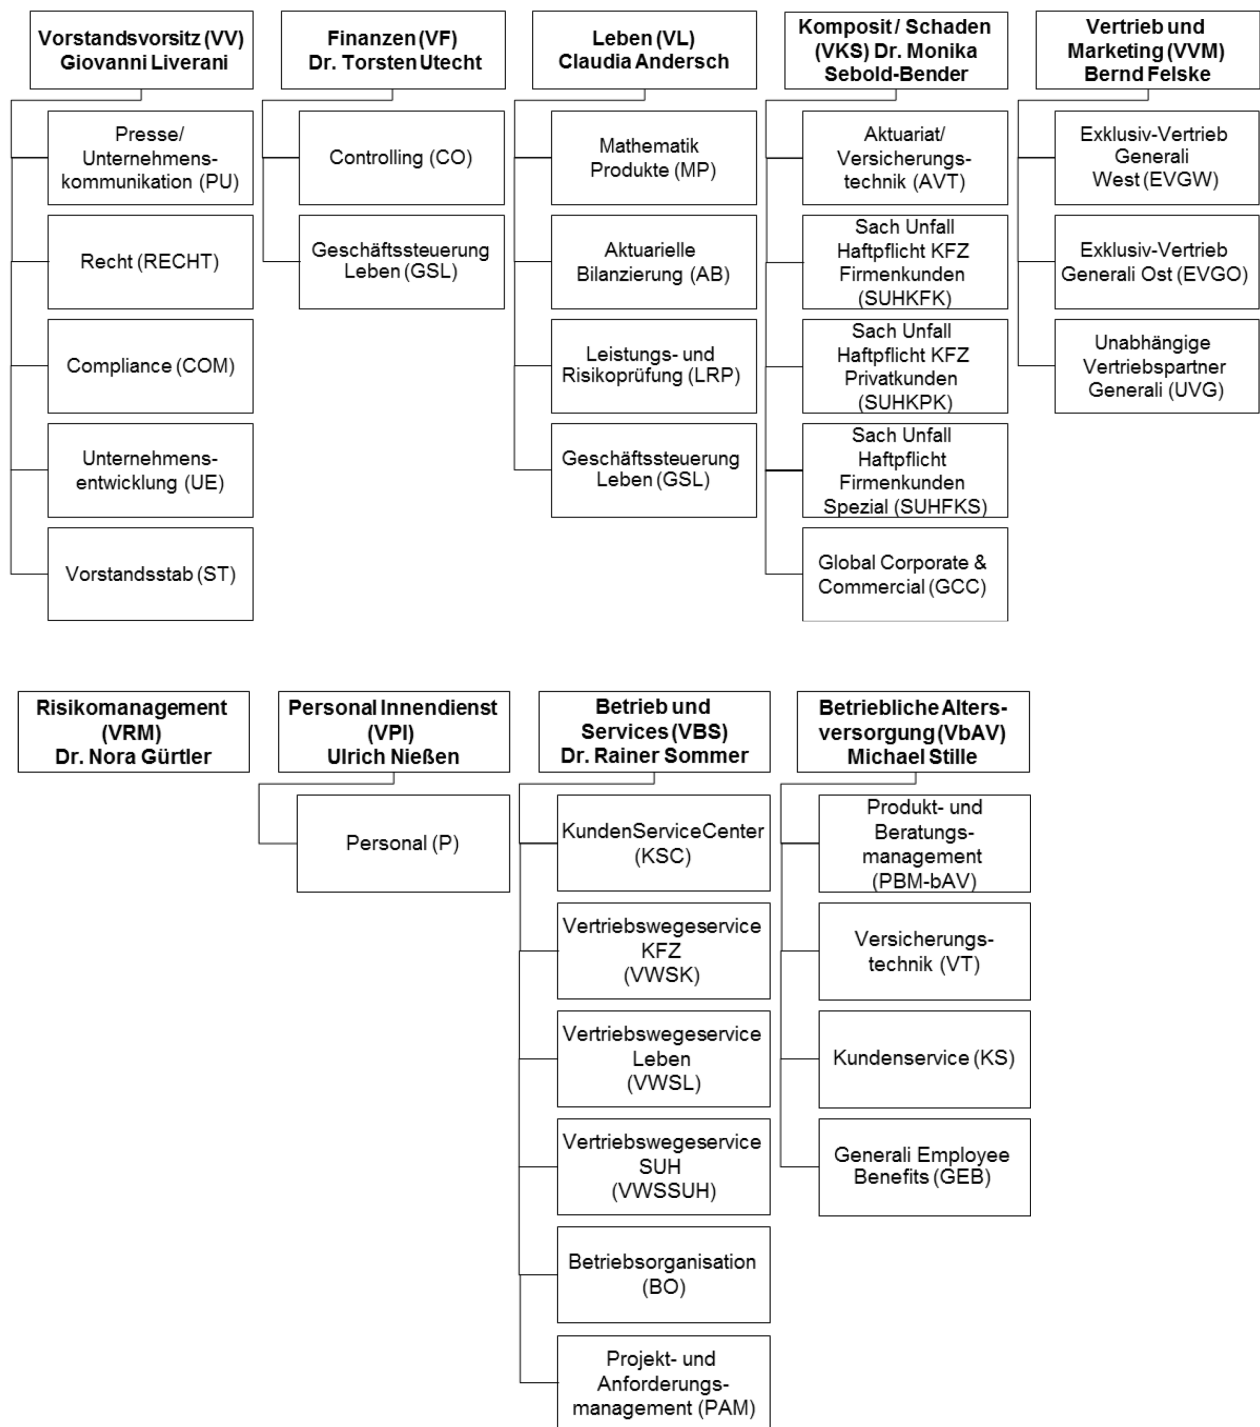 Vorstandsvorsitz (VV)
Giovanni Liverani
Presse/
Unternehmens-
kommunikation (PU)
Recht (RECHT)
Compliance (COM)
Unternehmens-
entwicklung (UE)
Vorstandsstab (ST)
Finanzen (VF)
Dr. Torsten Utecht
Controlling (CO)
Geschäftssteuerung
Leben (GSL)
Leben (VL)
Claudia Andersch
Mathematik
Produkte (MP)
Aktuarielle
Bilanzierung (AB)
Leistungs- und
Risikoprüfung (LRP)
Geschäftssteuerung
Leben (GSL)
Komposit / Schaden
(VKS) Dr. Monika
Sebold-Bender
Aktuariat/
Versicherungs-
technik (AVT)
Sach Unfall
Haftpflicht KFZ
Firmenkunden
(SUHKFK)
Sach Unfall
Haftpflicht KFZ
Privatkunden
(SUHKPK)
Sach Unfall
Haftpflicht
Firmenkunden
Spezial (SUHFKS)
Global Corporate &
Commercial (GCC)
Vertrieb und
Marketing (VVM)
Bernd Felske
Exklusiv-Vertrieb
Generali
West (EVGW)
Exklusiv-Vertrieb
Generali Ost (EVGO)
Unabhängige
Vertriebspartner
Generali (UVG)
Risikomanagement
(VRM)
Dr. Nora Gürtler
Personal Innendienst
(VPI)
Ulrich Nießen
Personal (P)
Betrieb und
Services (VBS)
Dr. Rainer Sommer
KundenServiceCenter
(KSC)
Vertriebswegeservice
KFZ
(VWSK)
Vertriebswegeservice
Leben
(VWSL)
Vertriebswegeservice
SUH
(VWSSUH)
Betriebsorganisation
(BO)
Projekt- und
Anforderungs-
management (PAM)
Betriebliche Alters-
versorgung (VbAV)
Michael Stille
Produkt- und
Beratungs-
management
(PBM-bAV)
Versicherungs-
technik (VT)
Kundenservice (KS)
Generali Employee
Benefits (GEB)